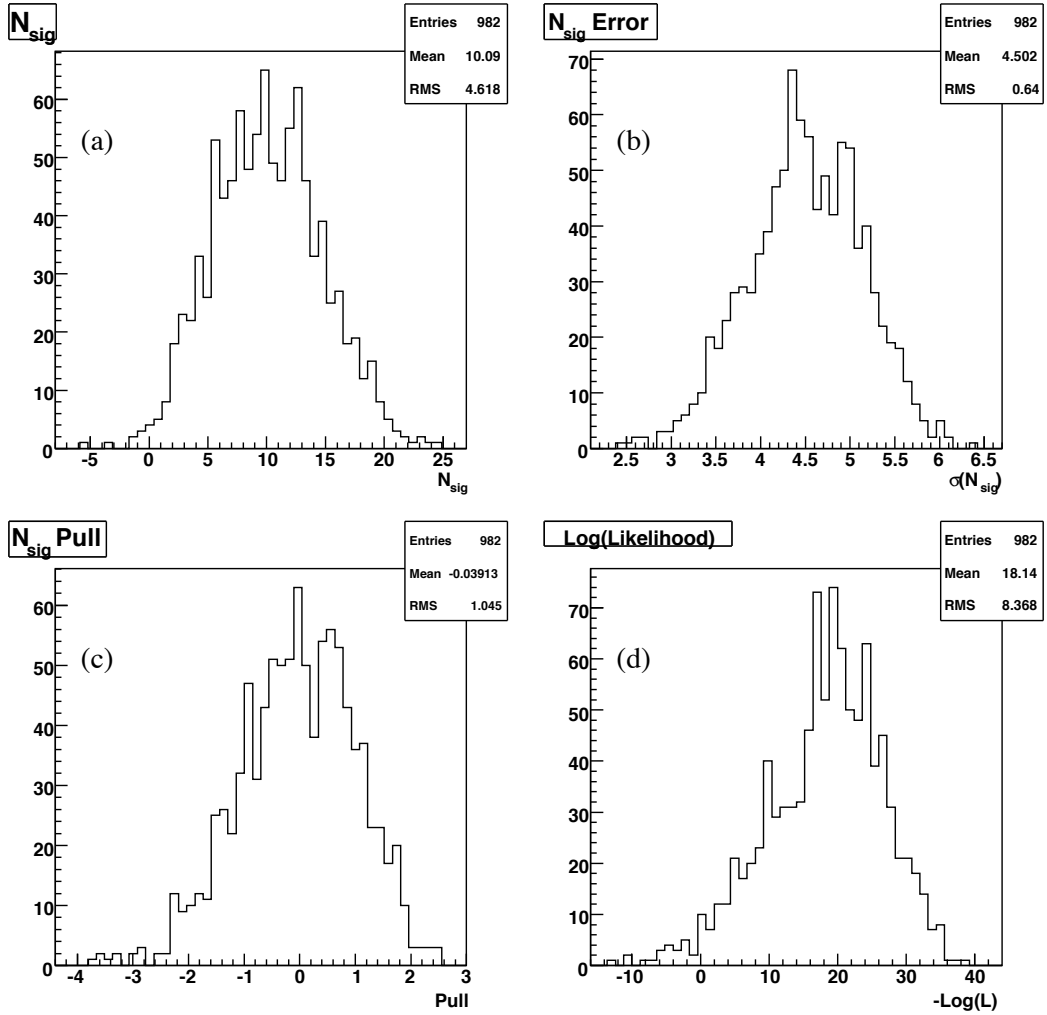 N_sig
Entries 982
Mean 10.09
RMS 4.618
(a)
60
50
40
30
20
10
0
-5 0 5 10 15 20 25
N_sig
N_sig Error
Entries 982
Mean 4.502
RMS 0.64
(b)
70
60
50
40
30
20
10
0
2.5 3 3.5 4 4.5 5 5.5 6 6.5
σ(N_sig)
N_sig Pull
Entries 982
Mean -0.03913
RMS 1.045
(c)
60
50
40
30
20
10
0
-4 -3 -2 -1 0 1 2 3
Pull
Log(Likelihood)
Entries 982
Mean 18.14
RMS 8.368
(d)
70
60
50
40
30
20
10
0
-10 0 10 20 30 40
-Log(L)